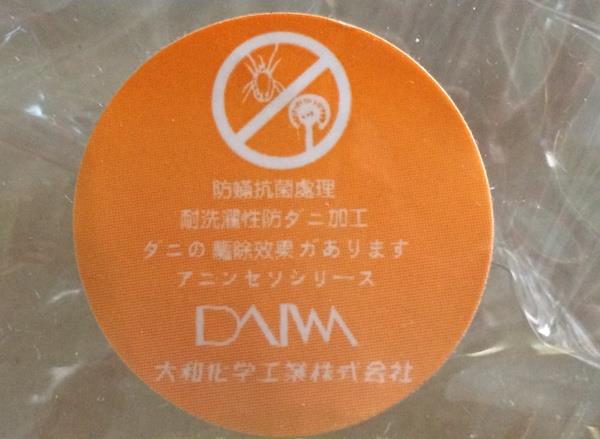 防蟎抗菌處理
耐洗濯性防ダニ加工
ダニの驅除效果があります
アニンセソシリース
DAIWA
大和化学工業株式会社